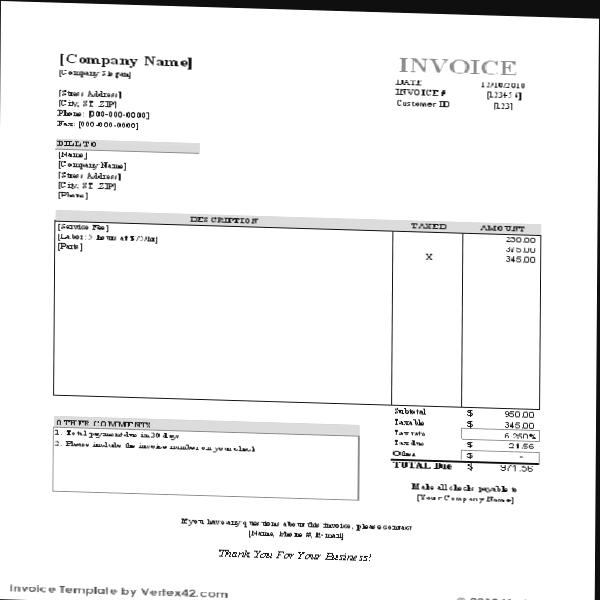 [Company Name]
[Company Slogan]
INVOICE
DATE 12/10/2010
INVOICE # [123456]
Customer ID [123]
[Street Address]
[City, ST ZIP]
Phone: [000-000-0000]
Fax: [000-000-0000]
BILL TO
[Name]
[Company Name]
[Street Address]
[City, ST ZIP]
[Phone]
DESCRIPTION TAXED AMOUNT
[Service Fee] 230.00
[Labor: 5 hours at $75/hr] 375.00
[Parts] X 345.00
Subtotal $ 950.00
Taxable $ 345.00
Tax rate 6.250%
Tax due $ 21.56
Other $ -
TOTAL Due $ 971.56
OTHER COMMENTS
1. Total payment due in 30 days
2. Please include the invoice number on your check
Make all checks payable to
[Your Company Name]
If you have any questions about this invoice, please contact
[Name, Phone #, E-mail]
Thank You For Your Business!
Invoice Template by Vertex42.com